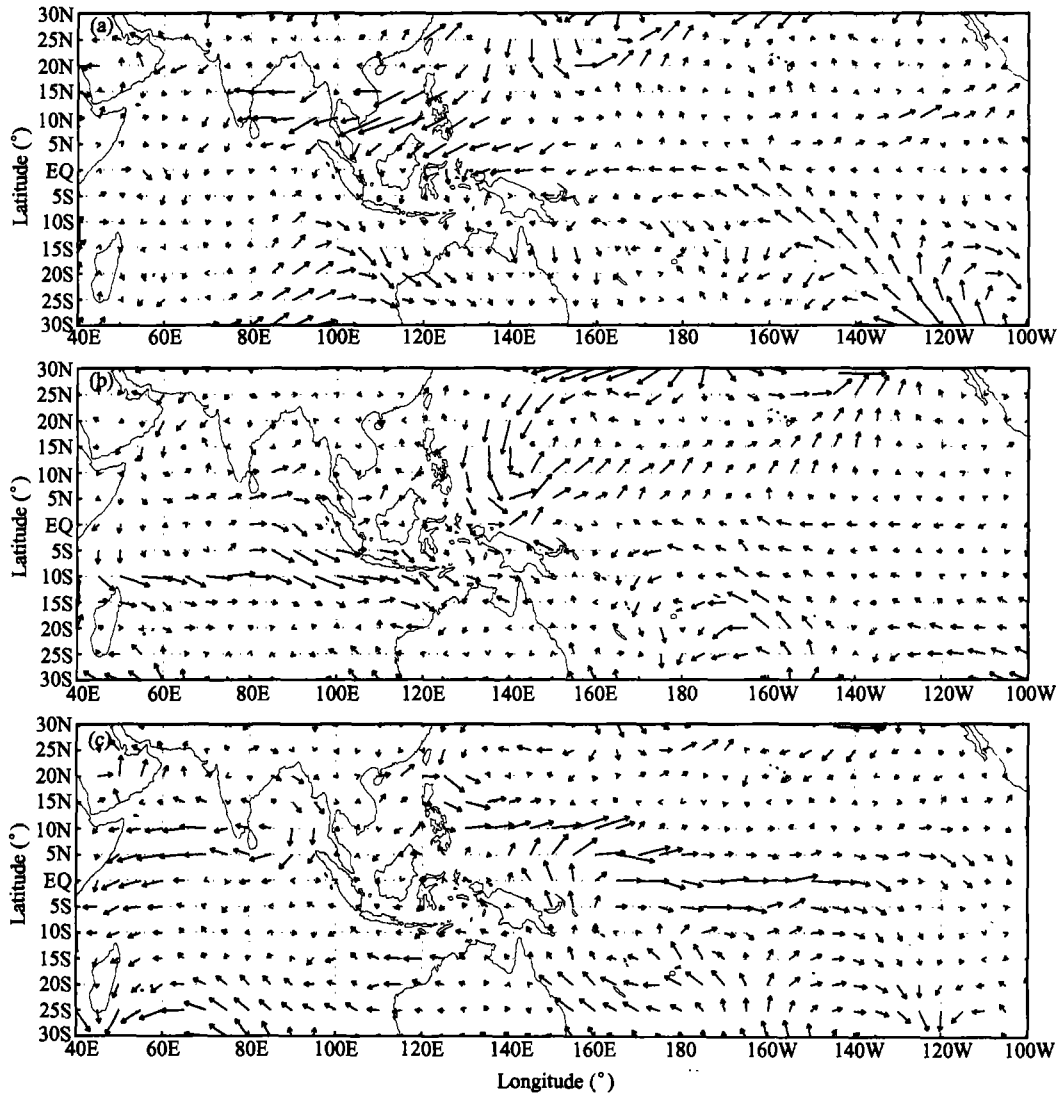 (a)
30N
25N
20N
15N
10N
5N
EQ
5S
10S
15S
20S
25S
30S
Latitude (°)
40E 60E 80E 100E 120E 140E 160E 180 160W 140W 120W 100W
(b)
30N
25N
20N
15N
10N
5N
EQ
5S
10S
15S
20S
25S
30S
Latitude (°)
40E 60E 80E 100E 120E 140E 160E 180 160W 140W 120W 100W
(c)
30N
25N
20N
15N
10N
5N
EQ
5S
10S
15S
20S
25S
30S
Latitude (°)
40E 60E 80E 100E 120E 140E 160E 180 160W 140W 120W 100W
Longitude (°)